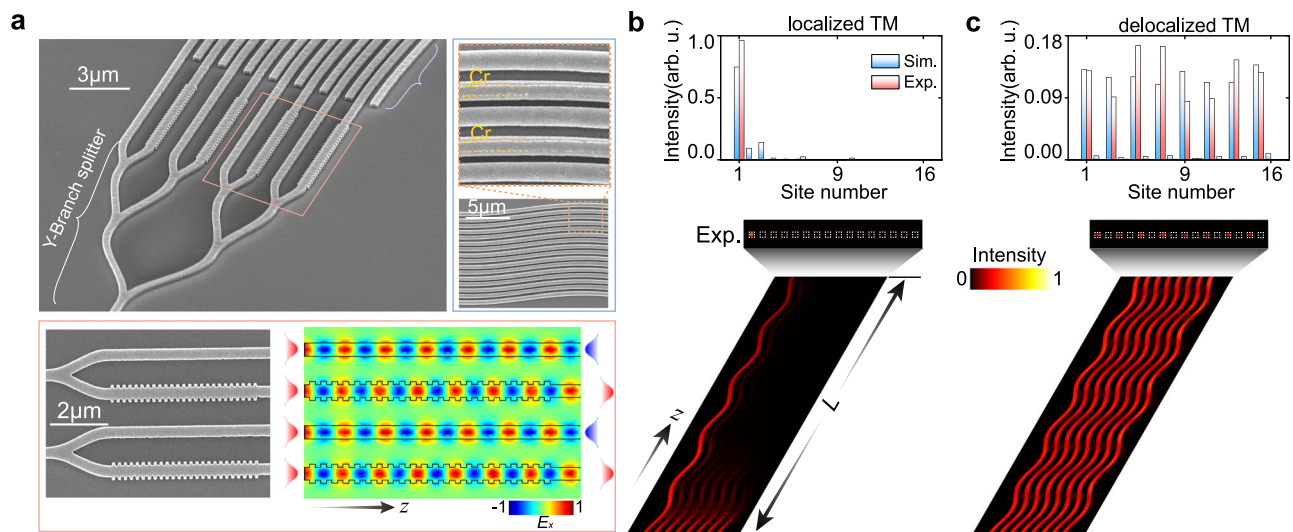 a
3μm
Y-Branch splitter
Cr
Cr
5μm
2μm
z
-1
1
Ex
b
localized TM
Intensity(arb. u.)
1.0
0.5
0.0
Sim.
Exp.
1
9
16
Site number
Exp.
Intensity
0
1
z
L
c
delocalized TM
Intensity(arb. u.)
0.18
0.09
0.00
1
9
16
Site number